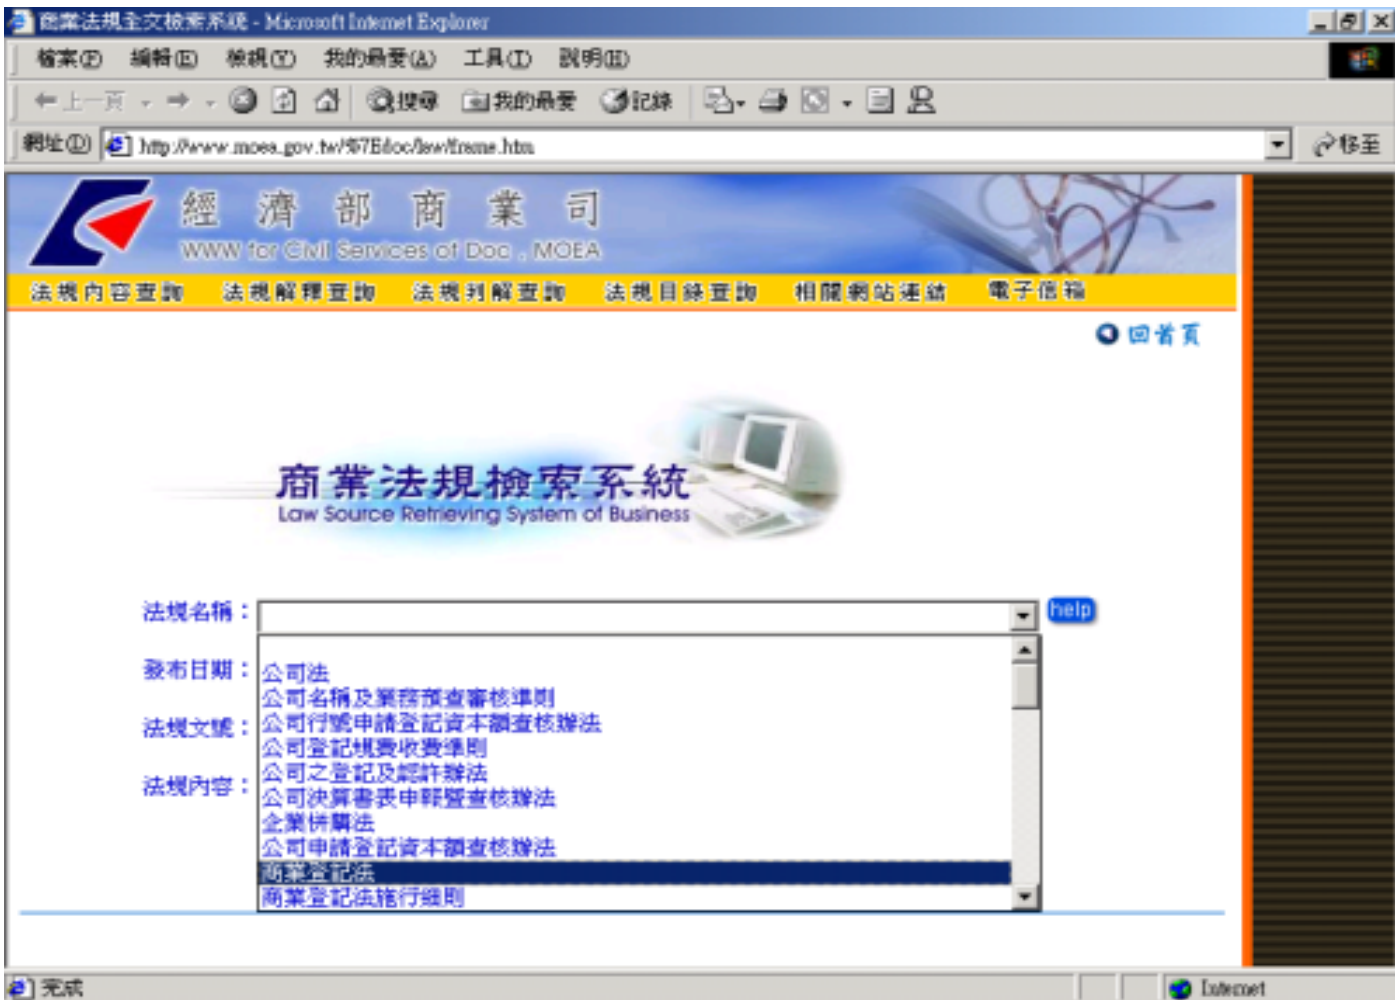 商業法規全文檢索系統 - Microsoft Internet Explorer
檔案(F) 編輯(E) 檢視(V) 我的最愛(A) 工具(T) 說明(H)
上一頁 搜尋 我的最愛 記錄
網址(D) http://www.moea.gov.tw/%7Edoc/law/frame.htm 移至
經濟部商業司
WWW for Civil Services of Doc . MOEA
法規內容查詢 法規解釋查詢 法規判解查詢 法規目錄查詢 相關網站連結 電子信箱
回首頁
商業法規檢索系統
Law Source Retrieving System of Business
法規名稱： help
發布日期：
公司法
公司名稱及業務預查審核準則
法規文號：
公司行號申請登記資本額查核辦法
公司登記規費收費準則
公司之登記及認許辦法
法規內容：
公司決算書表申報暨查核辦法
企業併購法
公司申請登記資本額查核辦法
商業登記法
商業登記法施行細則
完成 Internet